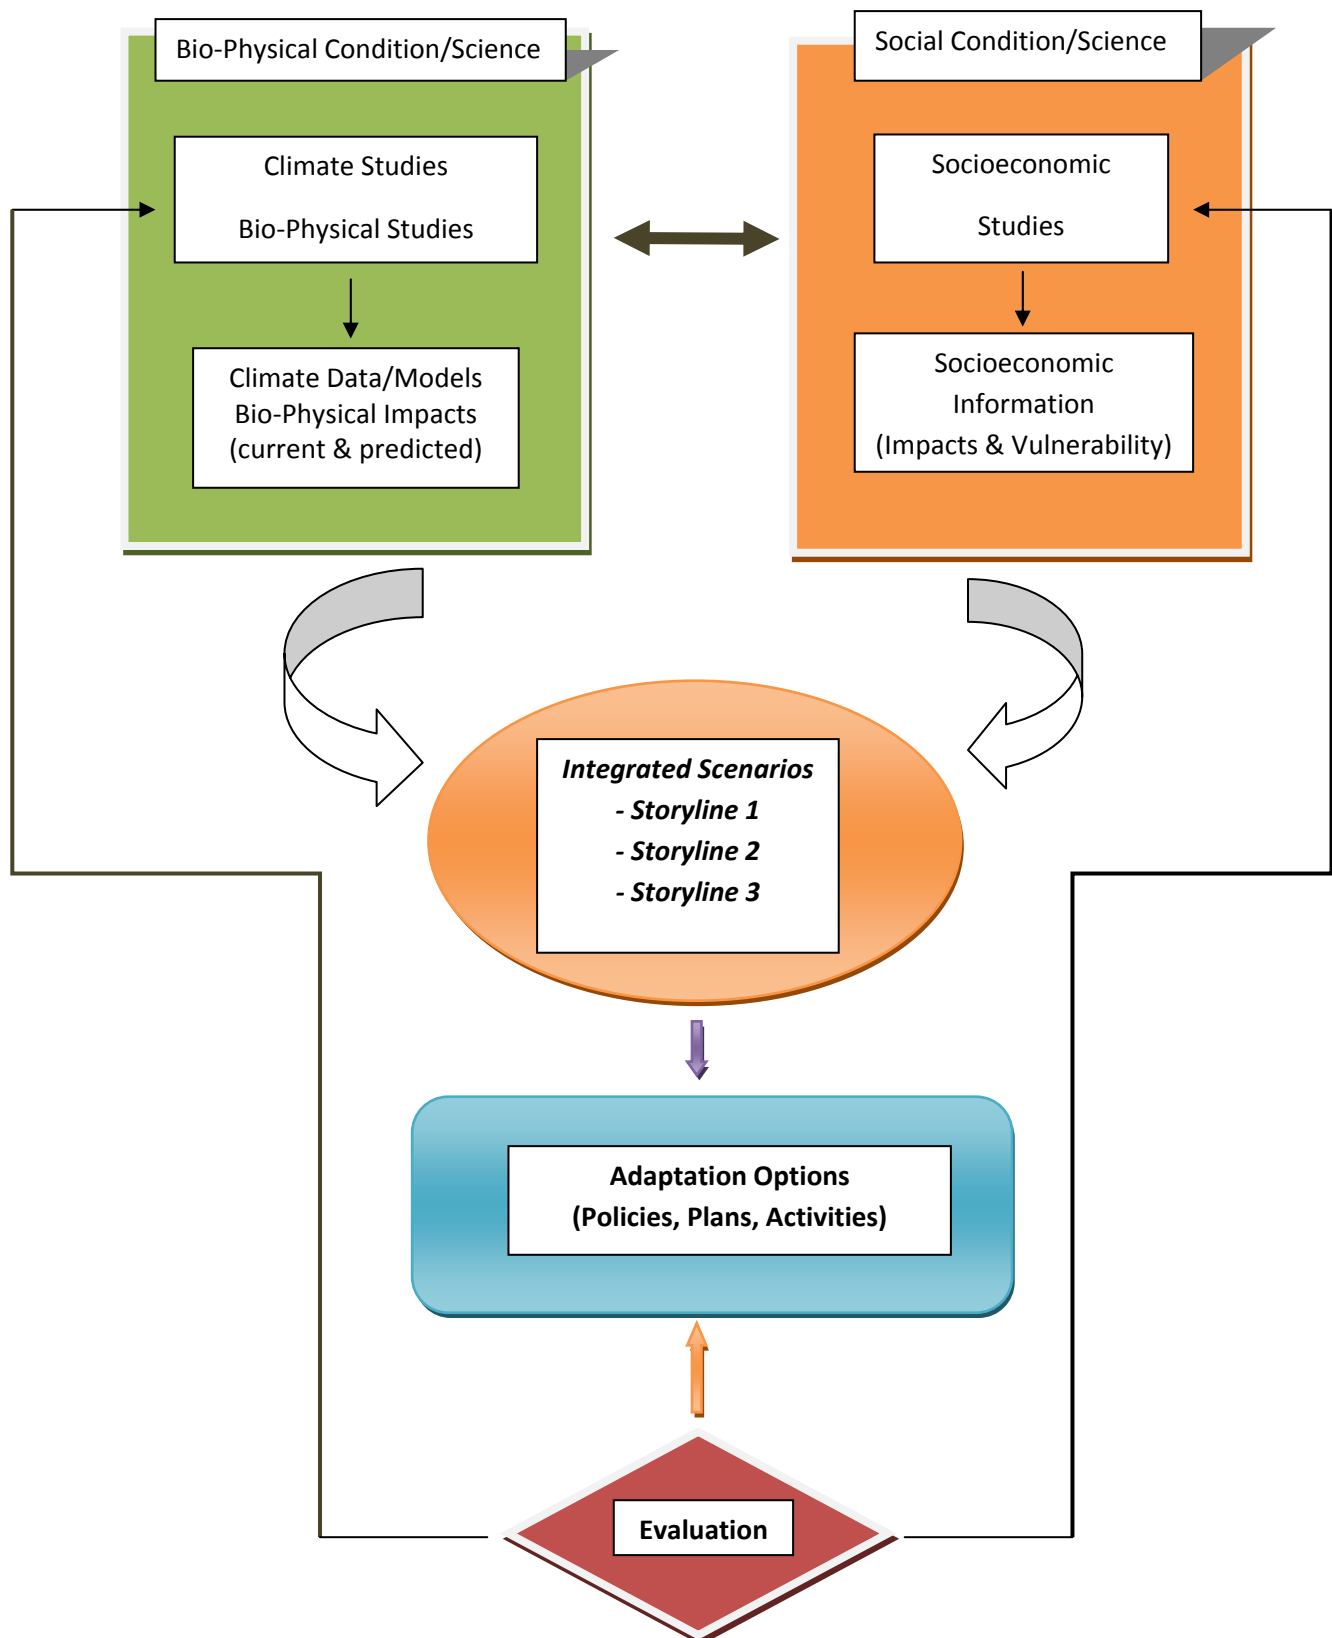 Bio-Physical Condition/Science
Social Condition/Science
Climate Studies
Bio-Physical Studies
Socioeconomic
Studies
Climate Data/Models
Bio-Physical Impacts
(current & predicted)
Socioeconomic
Information
(Impacts & Vulnerability)
Integrated Scenarios
- Storyline 1
- Storyline 2
- Storyline 3
Adaptation Options
(Policies, Plans, Activities)
Evaluation